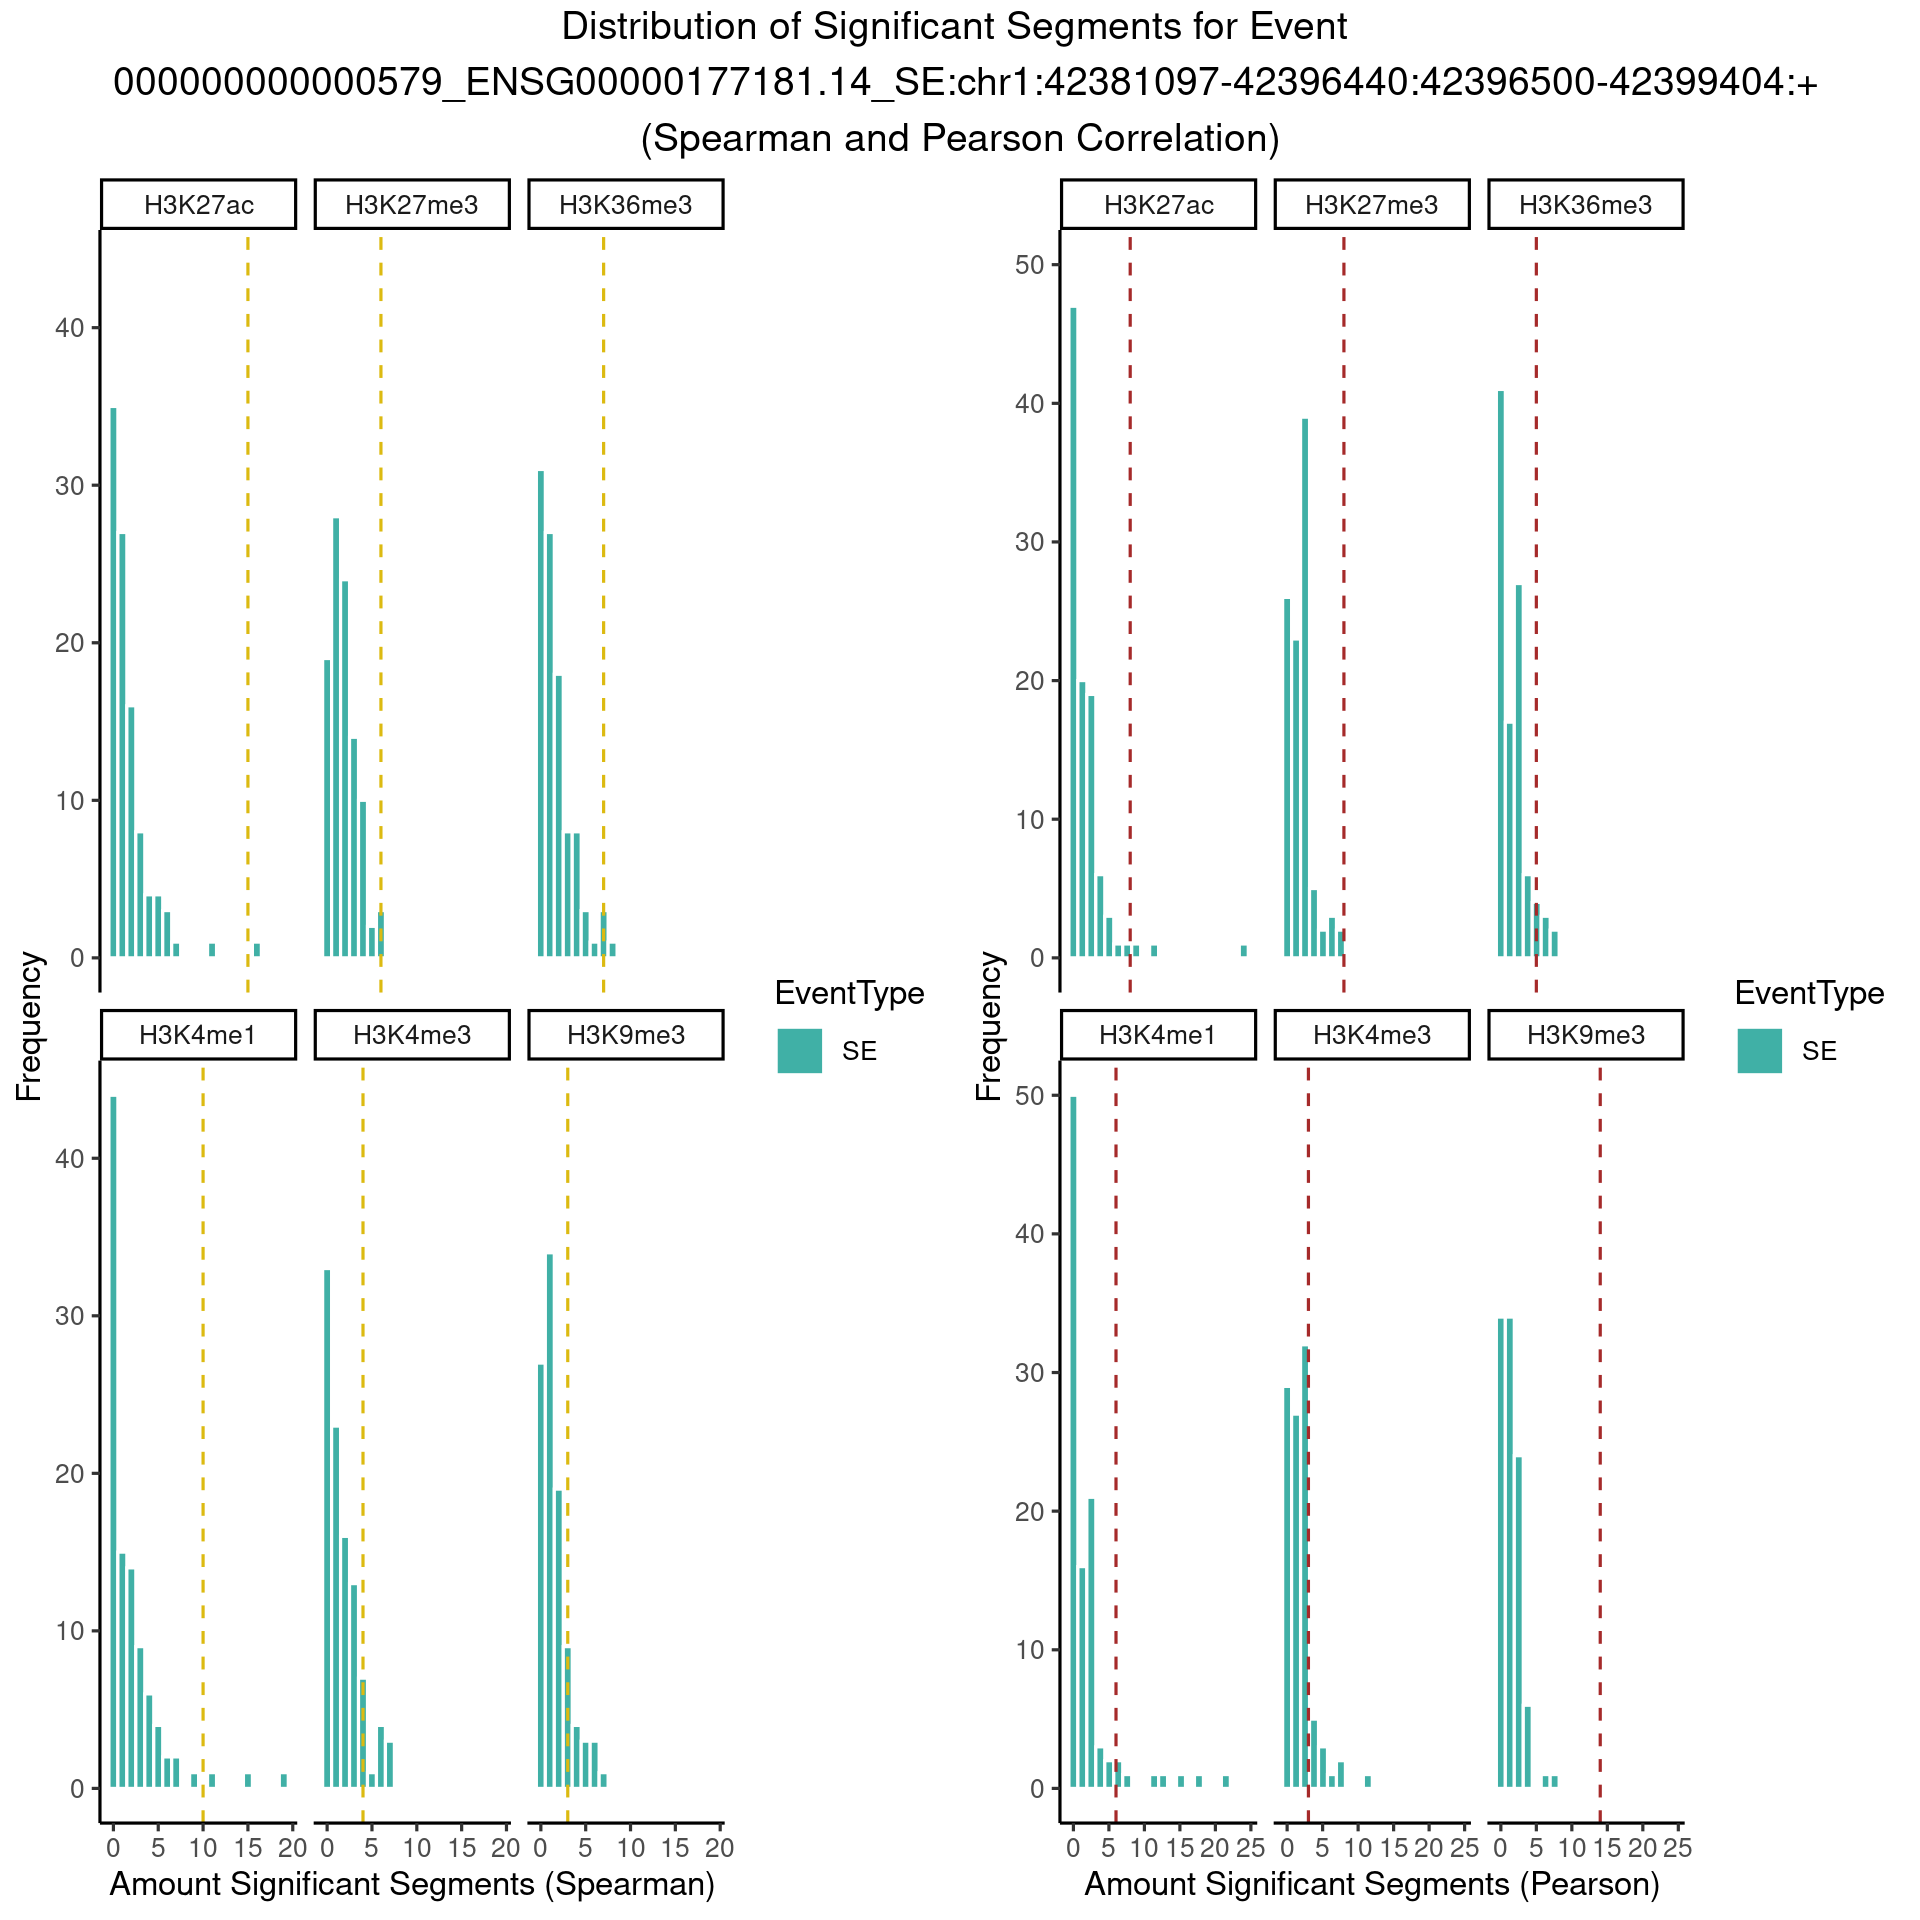 Distribution of Significant Segments for Event
000000000000579_ENSG00000177181.14_SE:chr1:42381097-42396440:42396500-42399404:+
(Spearman and Pearson Correlation)
H3K27ac H3K27me3 H3K36me3
40
30
20
10
0
H3K4me1 H3K4me3 H3K9me3
40
30
20
10
0
0 5 10 15 20 0 5 10 15 20 0 5 10 15 20
Frequency
Amount Significant Segments (Spearman)
EventType
SE
H3K27ac H3K27me3 H3K36me3
50
40
30
20
10
0
H3K4me1 H3K4me3 H3K9me3
50
40
30
20
10
0
0 5 10 15 20 25 0 5 10 15 20 25 0 5 10 15 20 25
Frequency
Amount Significant Segments (Pearson)
EventType
SE